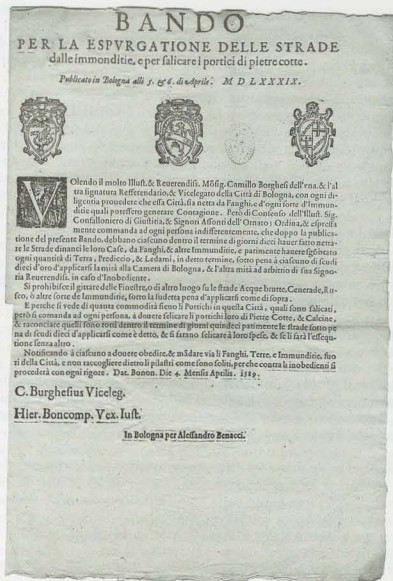 BANDO
PER LA ESPVRGATIONE DELLE STRADE
dalle immonditie, e per salicare i portici di pietre cotte.
Publicato in Bologna alli 5. & 6. di Aprile. M D LXXXIX.
Volendo il molto Illust. & Reuerendiss. Mõsig. Camillo Borghesi dell'vna, & l'al
tra signatura Refferendario, & Vicelegato della Città di Bologna, con ogni di-
ligentia prouedere che essa Città, sia netta da Fanghi, e d'ogni sorte d'Immun-
ditie quali potessero generare Contagione. Però di Consenso dell'Illust. Sig.
Confalloniero di Giustitia, & Signori Assonti dell'Ornato; Ordina, & espressa
mente commanda ad ogni persona indifferentemente, che doppo la publica-
tione del presente Bando, debbano ciascuno dentro il termine di giorni dieci hauer fatto netta-
re le Strade dinanci le loro Case, da Fanghi, & altre Immunditie, e patimente hauere sgõbrato
ogni quantità di Terra, Prediccio, & Ledami, in detto termine, sotto pena à ciascuno di scudi
dieci d'oro d'applicarsi la mità alla Camera di Bologna, & l'altra mità ad arbitrio di sua Signo-
ria Reuerendiss. in caso d'Inobediente.
Si prohibisce il gittare delle Finestre, o di altro luogo su le strade Acque brutte, Cenerade, Ru-
sco, ò altre sorte de Immunditie, sotto la sudetta pena d'applicarsi come di sopra.
E perche si vede di quanta commodità sieno li Portichi in questa Città, quali sono salicati,
però si comanda ad ogni persona, à douere salicare li portichi loro di Pietre Cotte, & Calcine,
& racconciare quelli sono rotti dentro il termine di giorni quindeci patimente le strade sotto pe
na di scudi dieci d'applicarsi come è detto, & si farano salicare à loro spese, & se li farà l'essequ-
tione senza altro.
Notificando à ciascuno a douere obedire, & mãdare via li Fanghi, Terre, e Immunditie, fuo
ri della Città, e non raccogliere dietro li pilastri come sono soliti, per che contra li inobedienti si
procederà con ogni rigore. Dat. Bonon. Die 4. Mensis Aprilis. 1589.
C. Burghesius Viceleg.
Hier. Boncomp. Vex. Iust.
In Bologna per Alessandro Benacci.